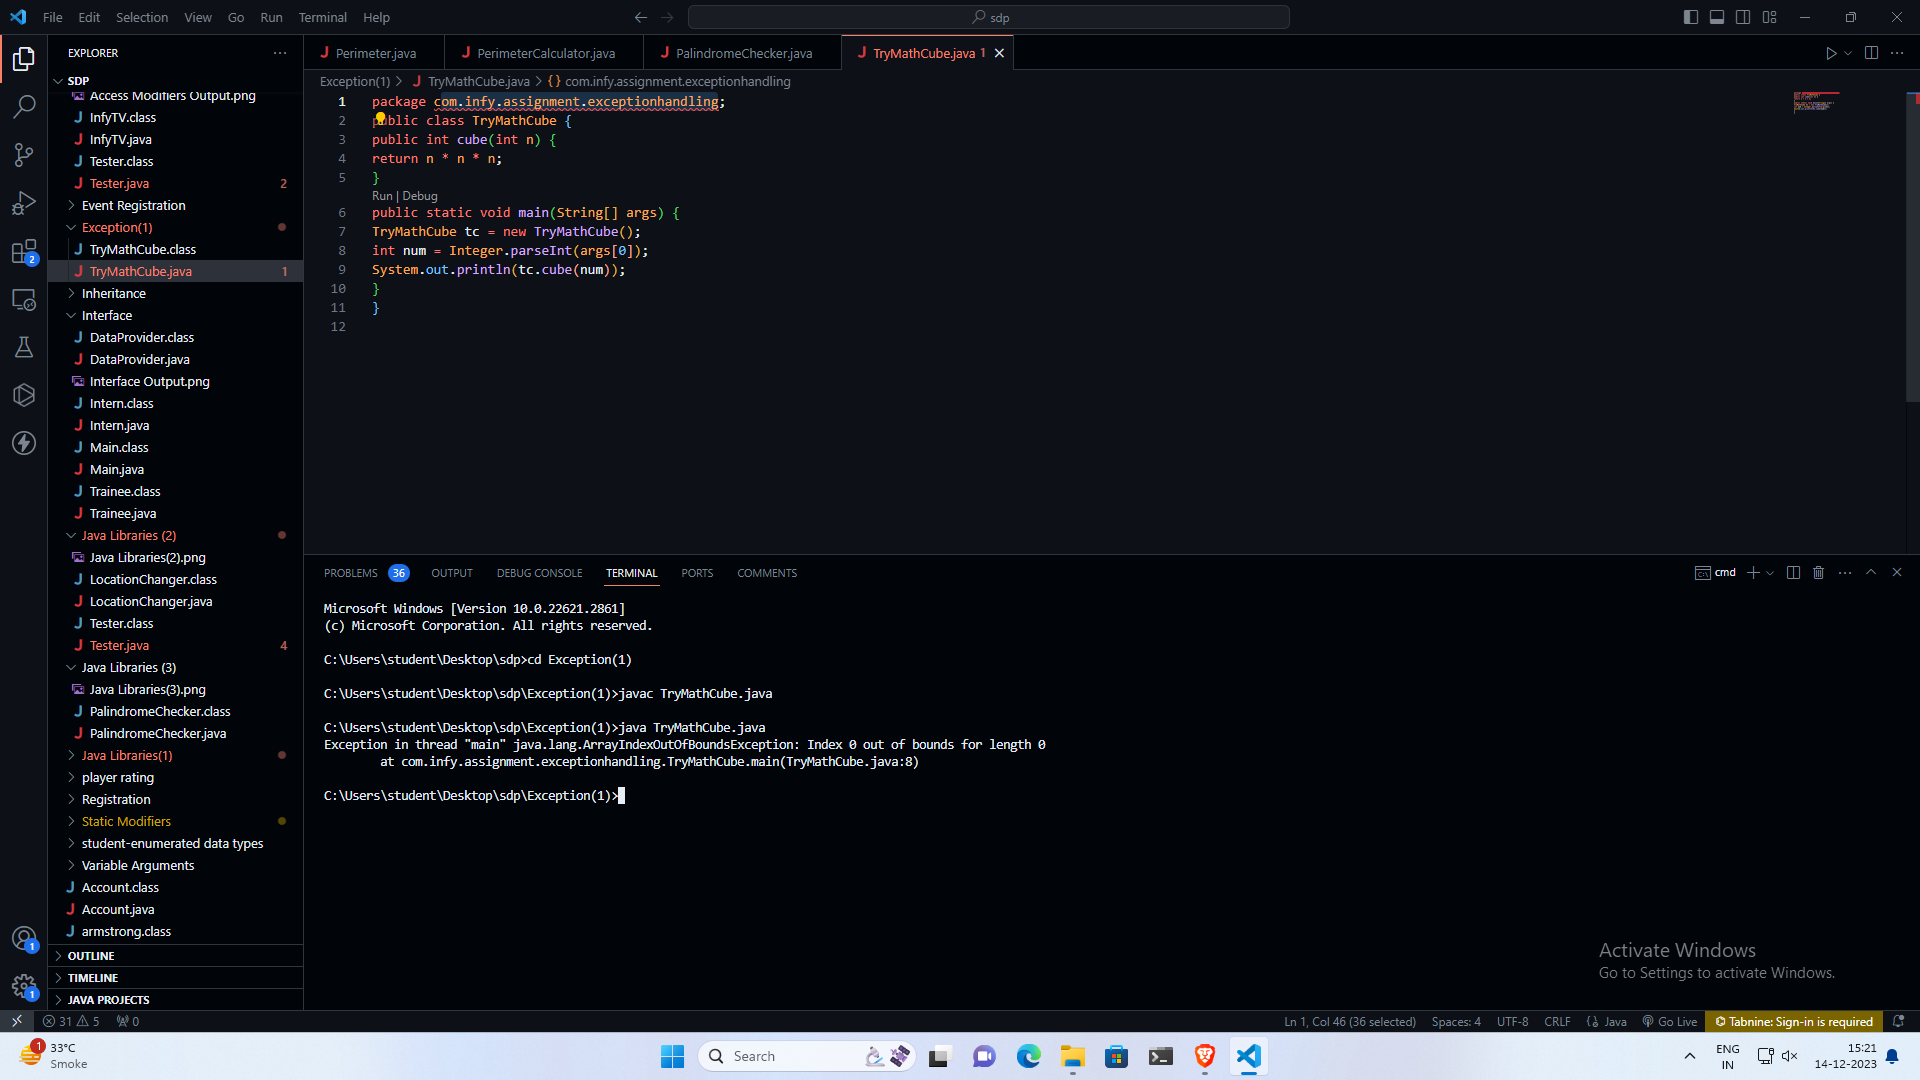 File Edit Selection View Go Run Terminal Help
sdp
EXPLORER
SDP
Access Modifiers Output.png
InfyTV.class
InfyTV.java
Tester.class
Tester.java 2
Event Registration
Exception(1)
TryMathCube.class
TryMathCube.java 1
Inheritance
Interface
DataProvider.class
DataProvider.java
Interface Output.png
Intern.class
Intern.java
Main.class
Main.java
Trainee.class
Trainee.java
Java Libraries (2)
Java Libraries(2).png
LocationChanger.class
LocationChanger.java
Tester.class
Tester.java 4
Java Libraries (3)
Java Libraries(3).png
PalindromeChecker.class
PalindromeChecker.java
Java Libraries(1)
player rating
Registration
Static Modifiers
student-enumerated data types
Variable Arguments
Account.class
Account.java
armstrong.class
OUTLINE
TIMELINE
JAVA PROJECTS
2
1
1
Perimeter.java PerimeterCalculator.java PalindromeChecker.java TryMathCube.java 1
Exception(1) > TryMathCube.java > {} com.infy.assignment.exceptionhandling
1 package com.infy.assignment.exceptionhandling;
2 public class TryMathCube {
3 public int cube(int n) {
4 return n * n * n;
5 }
Run | Debug
6 public static void main(String[] args) {
7 TryMathCube tc = new TryMathCube();
8 int num = Integer.parseInt(args[0]);
9 System.out.println(tc.cube(num));
10 }
11 }
12
PROBLEMS 36 OUTPUT DEBUG CONSOLE TERMINAL PORTS COMMENTS
cmd
Microsoft Windows [Version 10.0.22621.2861]
(c) Microsoft Corporation. All rights reserved.
C:\Users\student\Desktop\sdp>cd Exception(1)
C:\Users\student\Desktop\sdp\Exception(1)>javac TryMathCube.java
C:\Users\student\Desktop\sdp\Exception(1)>java TryMathCube.java
Exception in thread "main" java.lang.ArrayIndexOutOfBoundsException: Index 0 out of bounds for length 0
at com.infy.assignment.exceptionhandling.TryMathCube.main(TryMathCube.java:8)
C:\Users\student\Desktop\sdp\Exception(1)>
Activate Windows
Go to Settings to activate Windows.
31 5 0
Ln 1, Col 46 (36 selected) Spaces: 4 UTF-8 CRLF {} Java Go Live Tabnine: Sign-in is required
1
33°C
Smoke
Search
ENG
IN
15:21
14-12-2023